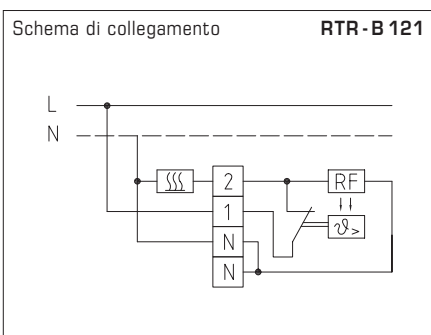 Schema di collegamento RTR-B 121
L
N
2 RF
1
ϑ>
N
N